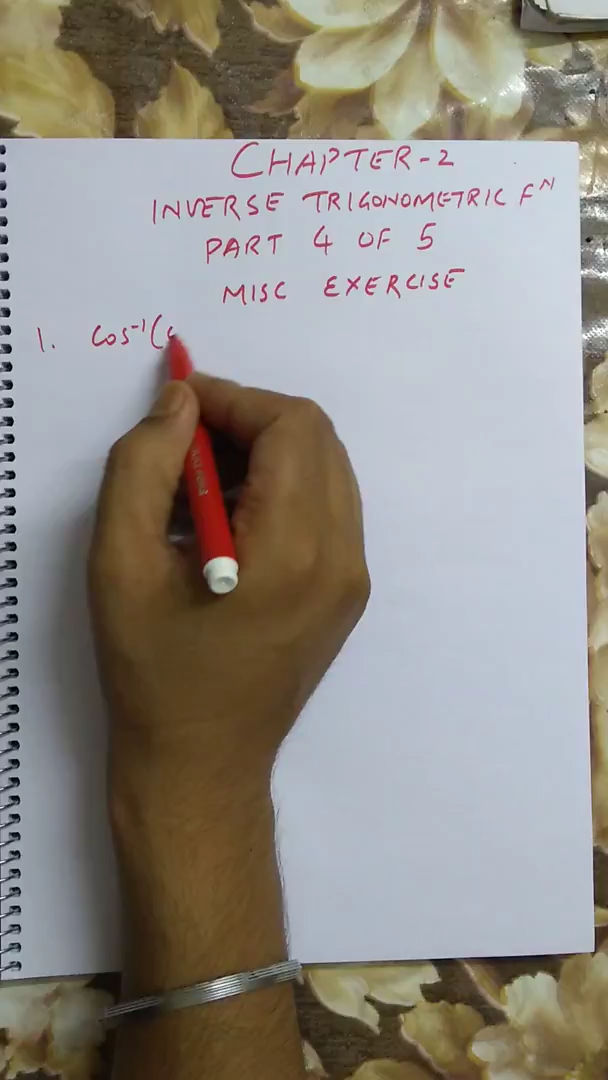 CHAPTER-2
INVERSE TRIGONOMETRIC Fᴺ
PART 4 OF 5
MISC EXERCISE
1. cos⁻¹(